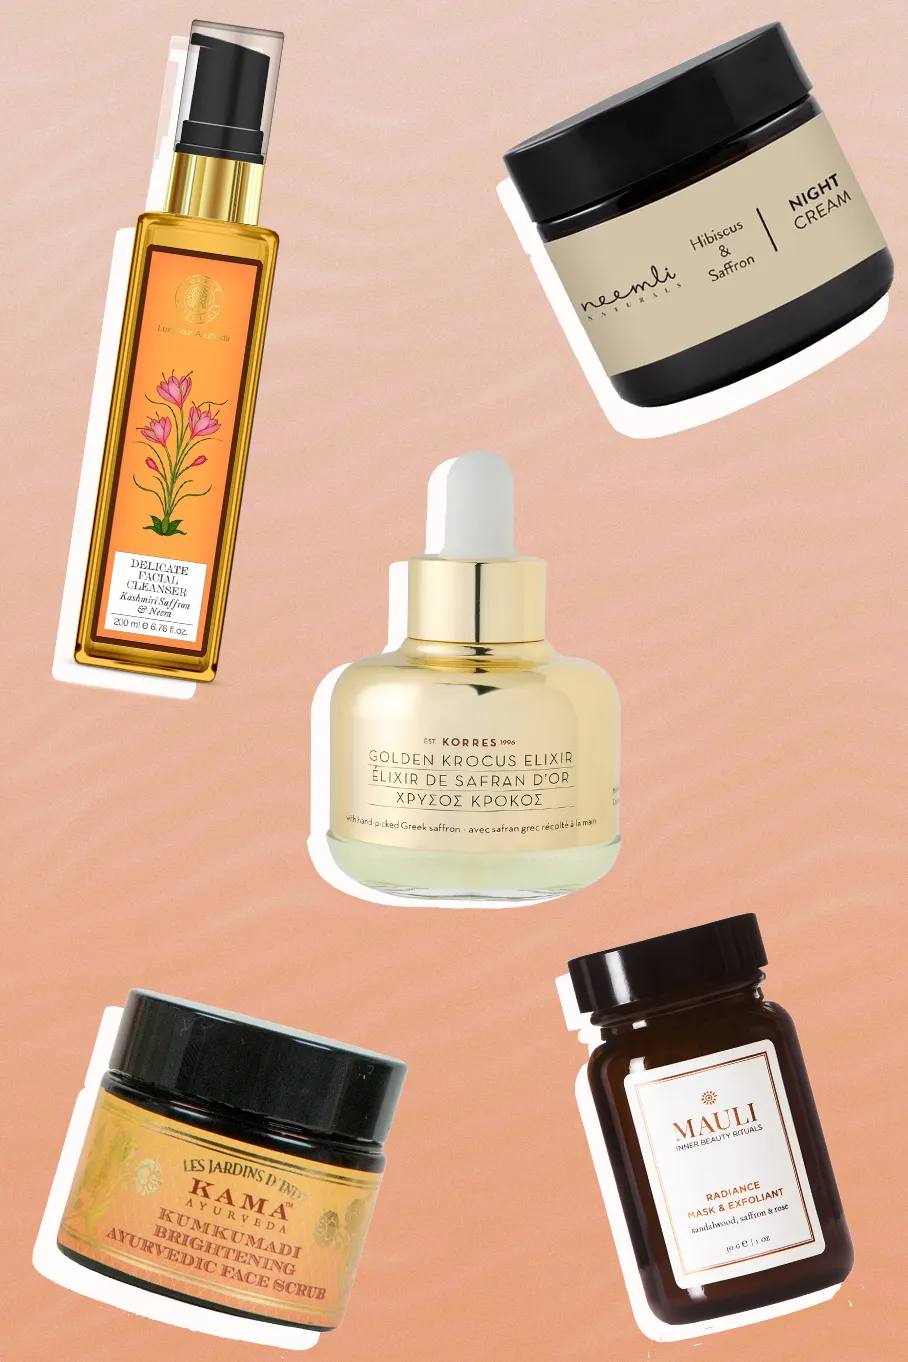 Luxurious Ayurveda
DELICATE
FACIAL
CLEANSER
Kashmiri Saffron
& Neem
200 ml e 6.76 fl.oz.
neemli
NATURALS
Hibiscus
&
Saffron
NIGHT
CREAM
EST. KORRES 1996
GOLDEN KROCUS ELIXIR
ÉLIXIR DE SAFRAN D'OR
ΧΡΥΣΟΣ ΚΡΟΚΟΣ
with hand-picked Greek saffron · avec safran grec récolté à la main
LES JARDINS D'INDE
KAMA
AYURVEDA
KUMKUMADI
BRIGHTENING
AYURVEDIC FACE SCRUB
MAULI
INNER BEAUTY RITUALS
RADIANCE
MASK & EXFOLIANT
sandalwood, saffron & rose
30 G e | 1 OZ